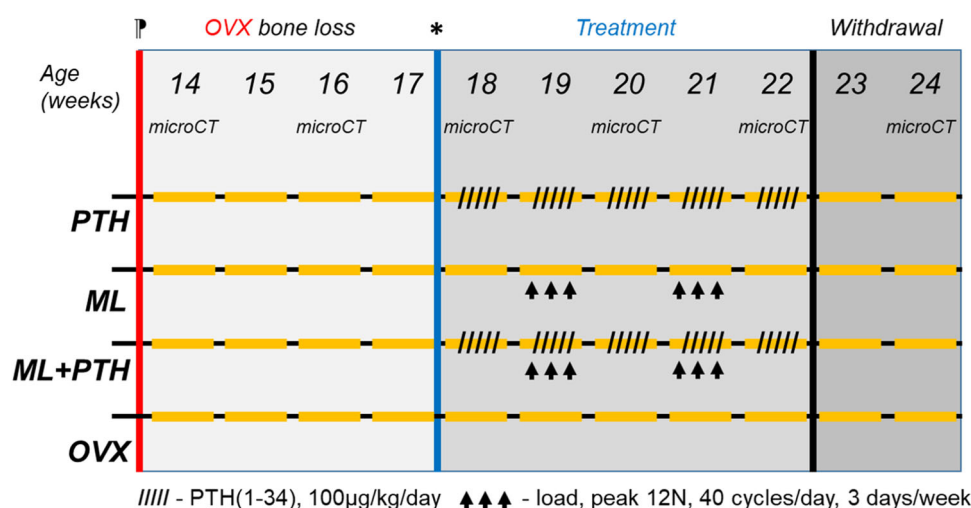 ⁋ OVX bone loss * Treatment Withdrawal
Age (weeks) 14 15 16 17 18 19 20 21 22 23 24
microCT microCT microCT microCT microCT microCT
PTH
ML
ML+PTH
OVX
///// - PTH(1-34), 100µg/kg/day - load, peak 12N, 40 cycles/day, 3 days/week